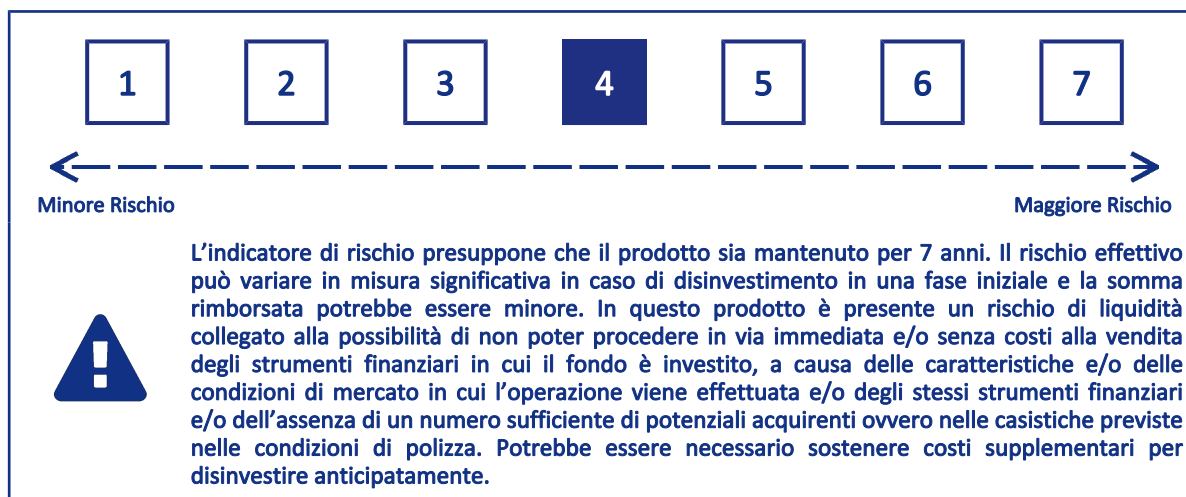 1 2 3 4 5 6 7
Minore Rischio Maggiore Rischio
L'indicatore di rischio presuppone che il prodotto sia mantenuto per 7 anni. Il rischio effettivo
può variare in misura significativa in caso di disinvestimento in una fase iniziale e la somma
rimborsata potrebbe essere minore. In questo prodotto è presente un rischio di liquidità
collegato alla possibilità di non poter procedere in via immediata e/o senza costi alla vendita
degli strumenti finanziari in cui il fondo è investito, a causa delle caratteristiche e/o delle
condizioni di mercato in cui l'operazione viene effettuata e/o degli stessi strumenti finanziari
e/o dell'assenza di un numero sufficiente di potenziali acquirenti ovvero nelle casistiche previste
nelle condizioni di polizza. Potrebbe essere necessario sostenere costi supplementari per
disinvestire anticipatamente.